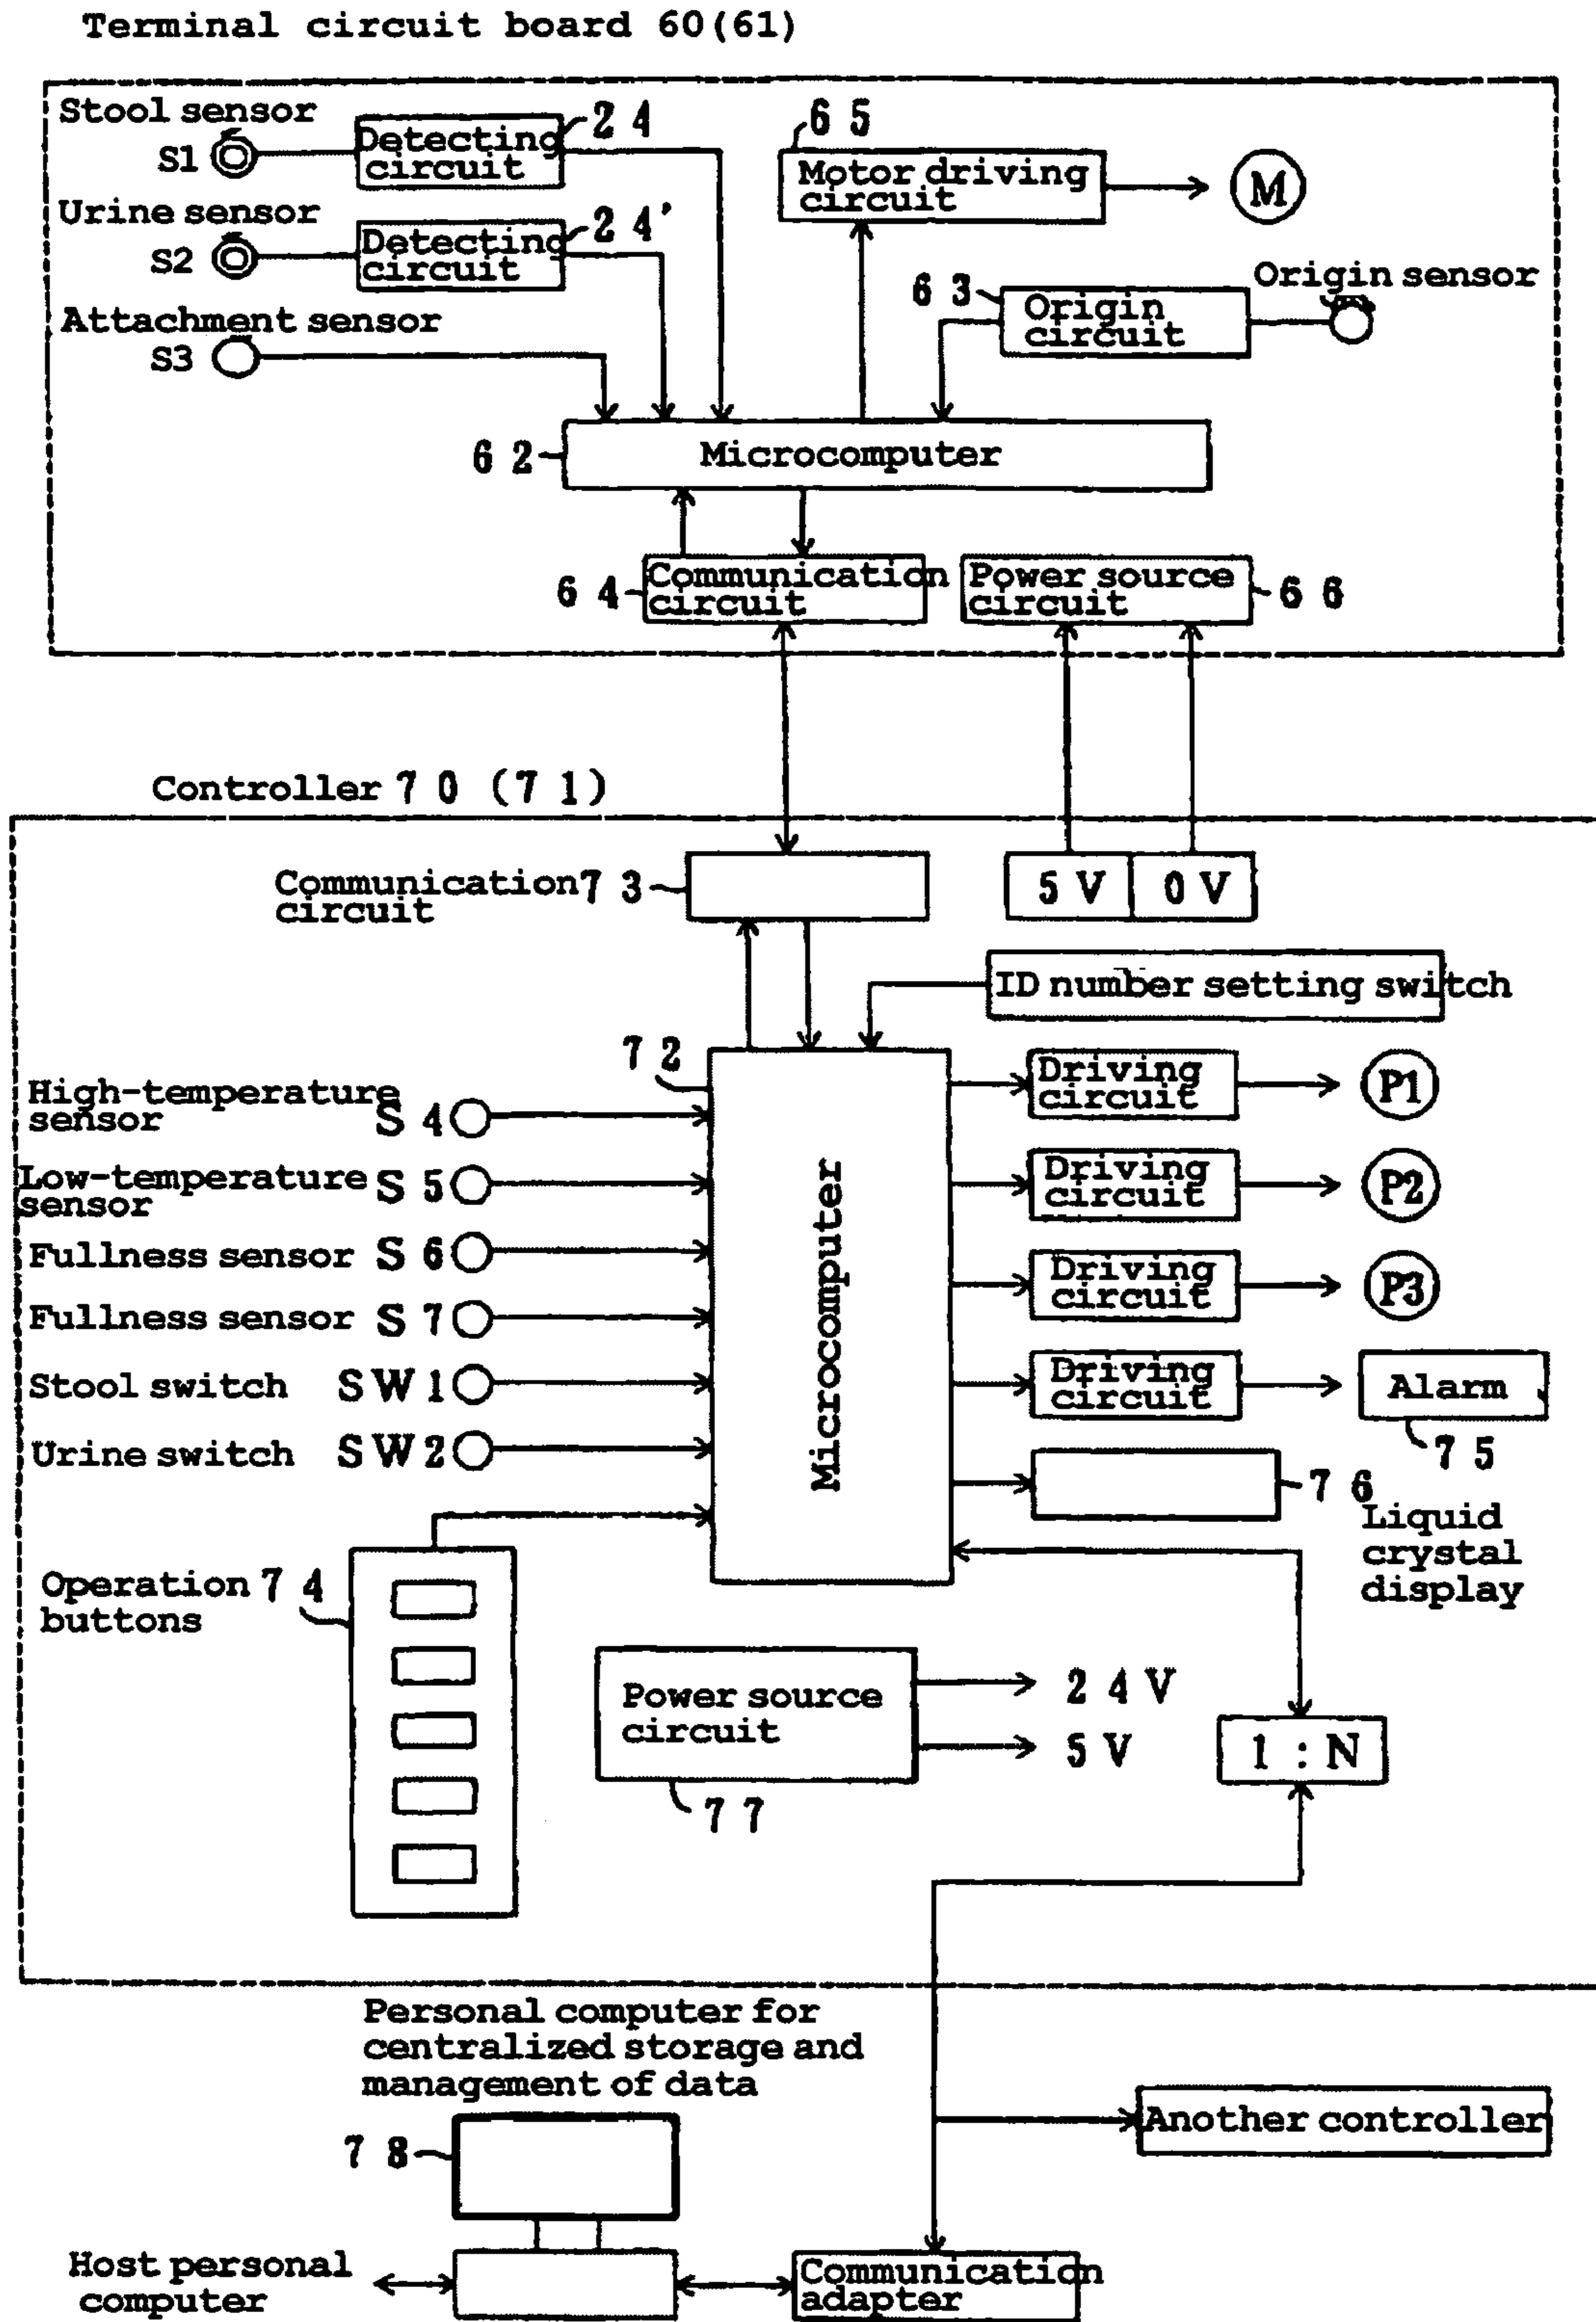 Terminal circuit board 60(61)
Stool sensor
S1
Detecting
circuit
24
Urine sensor
S2
Detecting
circuit
24'
Attachment sensor
S3
65
Motor driving
circuit
M
63
Origin
circuit
Origin sensor
62
Microcomputer
64
Communication
circuit
Power source
circuit
66
Controller 70 (71)
Communication
circuit
73
5V
0V
ID number setting switch
72
Microcomputer
High-temperature
sensor
S4
Low-temperature
sensor
S5
Fullness sensor S6
Fullness sensor S7
Stool switch SW1
Urine switch SW2
Driving
circuit
P1
Driving
circuit
P2
Driving
circuit
P3
Driving
circuit
Alarm
75
76
Liquid
crystal
display
Operation
buttons
74
Power source
circuit
24V
5V
77
1:N
Personal computer for
centralized storage and
management of data
78
Another controller
Host personal
computer
Communication
adapter